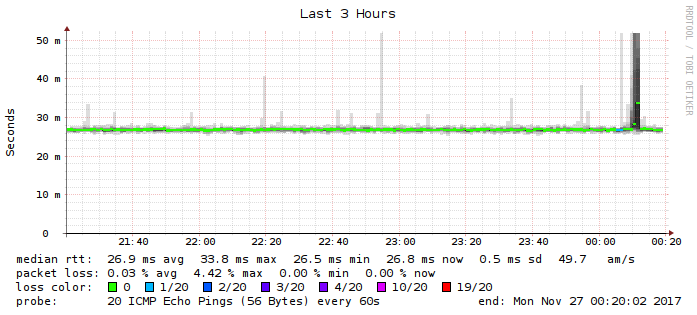 Last 3 Hours
RRDTOOL / TOBI OETIKER
Seconds
50 m
40 m
30 m
20 m
10 m
0
21:40 22:00 22:20 22:40 23:00 23:20 23:40 00:00 00:20
median rtt: 26.9 ms avg 33.8 ms max 26.5 ms min 26.8 ms now 0.5 ms sd 49.7 am/s
packet loss: 0.03 % avg 4.42 % max 0.00 % min 0.00 % now
loss color: 0 1/20 2/20 3/20 4/20 10/20 19/20
probe: 20 ICMP Echo Pings (56 Bytes) every 60s end: Mon Nov 27 00:20:02 2017